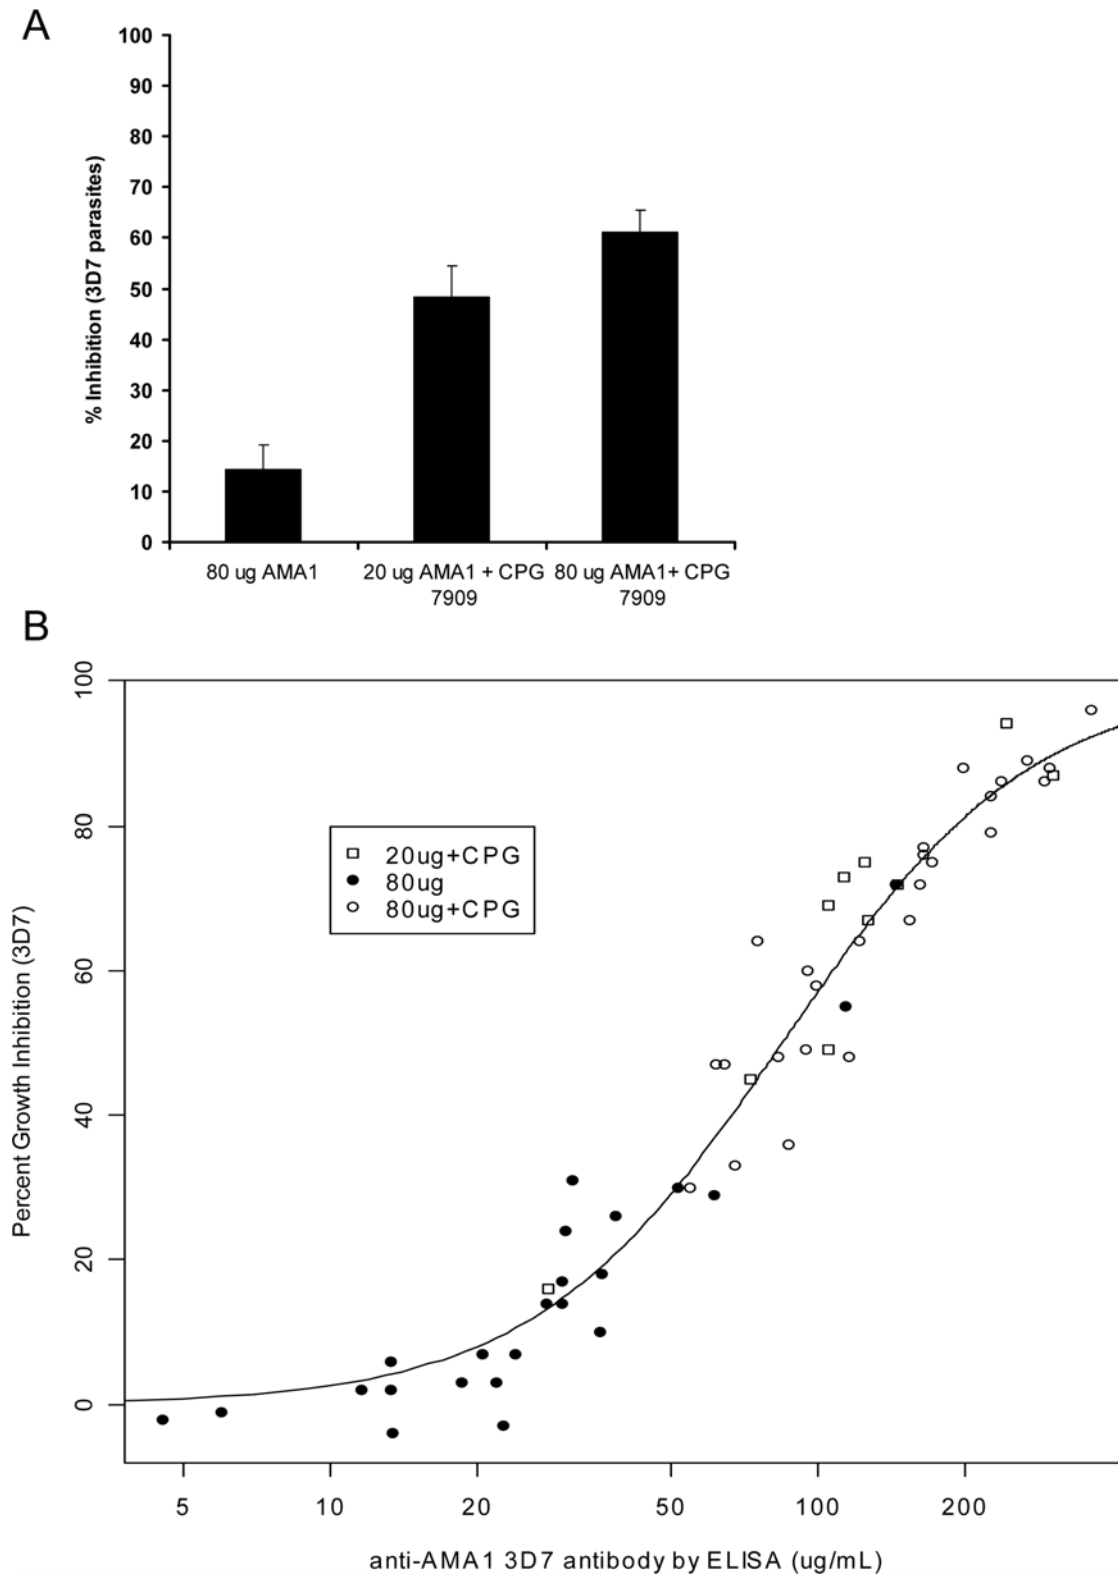 A
100
90
80
70
60
50
40
30
20
10
0
% Inhibition (3D7 parasites)
80 ug AMA1
20 ug AMA1 + CPG
7909
80 ug AMA1+ CPG
7909
B
100
80
60
40
20
0
Percent Growth Inhibition (3D7)
20ug+CPG
80ug
80ug+CPG
5
10
20
50
100
200
anti-AMA1 3D7 antibody by ELISA (ug/mL)